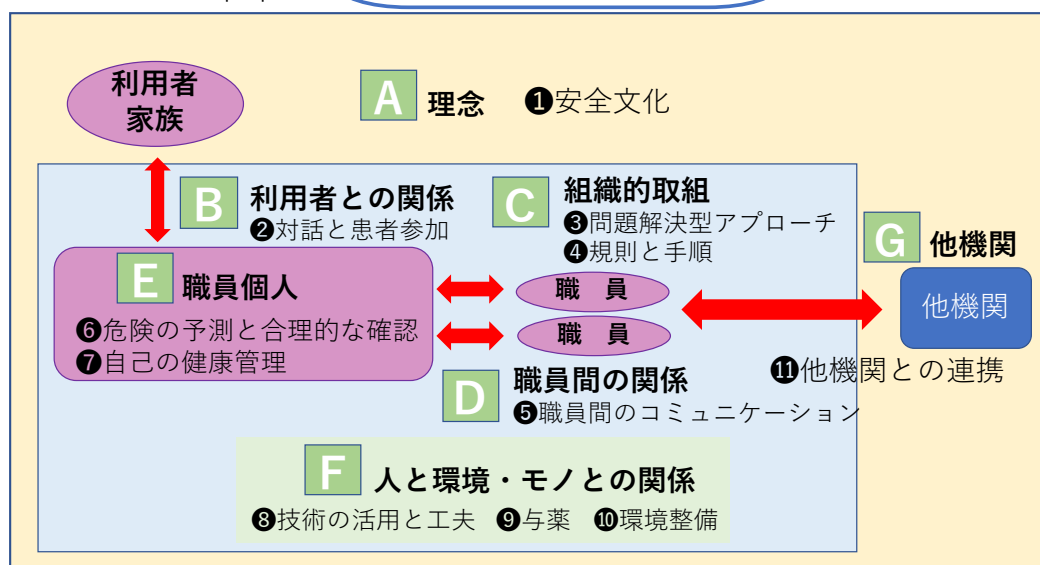 利用者
家族
A 理念 ❶安全文化
B 利用者との関係
❷対話と患者参加
C 組織的取組
❸問題解決型アプローチ
❹規則と手順
G 他機関
他機関
⓫他機関との連携
E 職員個人
❻危険の予測と合理的な確認
❼自己の健康管理
職 員
職 員
D 職員間の関係
❺職員間のコミュニケーション
F 人と環境・モノとの関係
❽技術の活用と工夫 ❾与薬 ❿環境整備